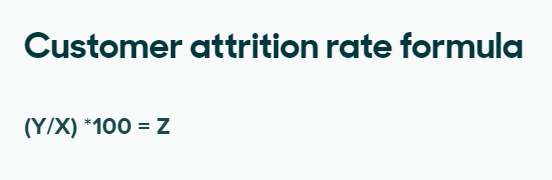 Customer attrition rate formula
(Y/X) *100 = Z